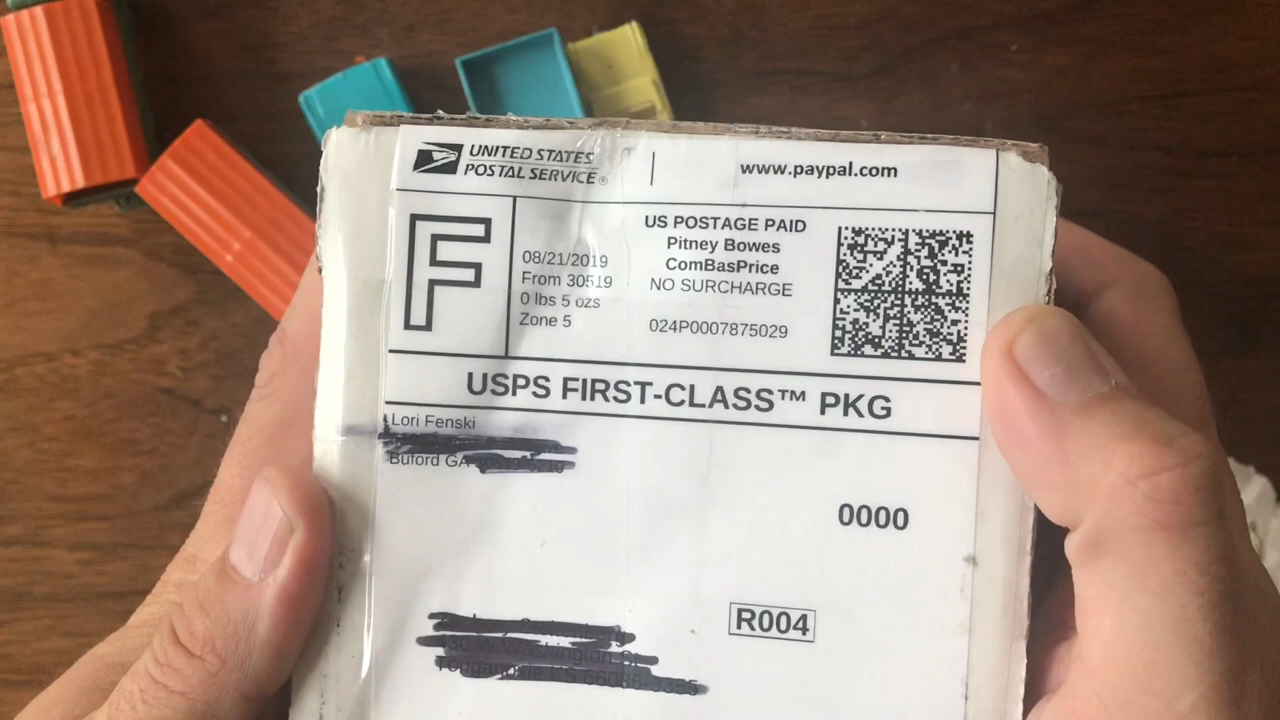 UNITED STATES
POSTAL SERVICE®
www.paypal.com
F
08/21/2019
From 30519
0 lbs 5 ozs
Zone 5
US POSTAGE PAID
Pitney Bowes
ComBasPrice
NO SURCHARGE
024P0007875029
USPS FIRST-CLASS™ PKG
Lori Fenski
Buford GA
0000
R004